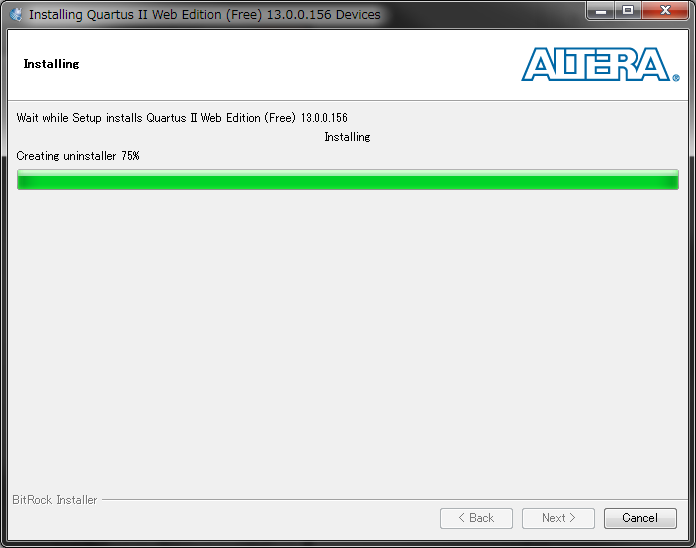 Installing Quartus II Web Edition (Free) 13.0.0.156 Devices
Installing
ALTERA®
Wait while Setup installs Quartus II Web Edition (Free) 13.0.0.156
Installing
Creating uninstaller 75%
BitRock Installer
< Back Next > Cancel